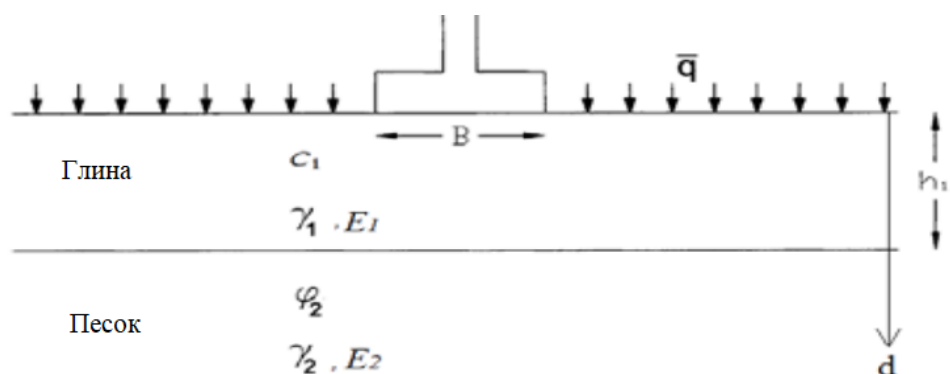 q̄
B
Глина
c₁
h₁
γ₁ , E1
Песок
φ₂
γ₂ , E2
d